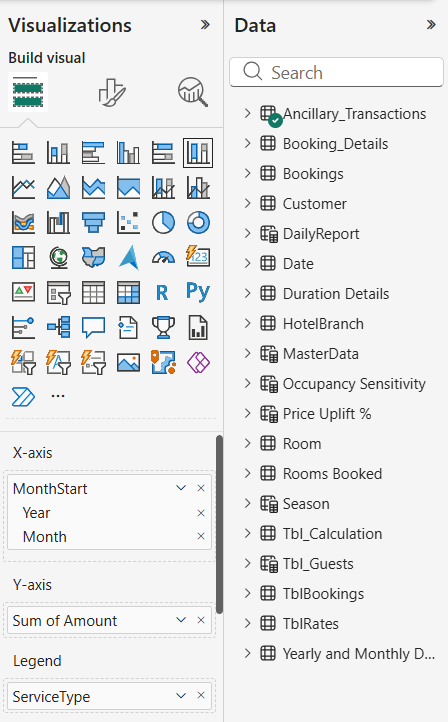 Visualizations
Build visual
123
R
Py
X-axis
MonthStart
Year
Month
Y-axis
Sum of Amount
Legend
ServiceType
Data
Search
Ancillary_Transactions
Booking_Details
Bookings
Customer
DailyReport
Date
Duration Details
HotelBranch
MasterData
Occupancy Sensitivity
Price Uplift %
Room
Rooms Booked
Season
Tbl_Calculation
Tbl_Guests
TblBookings
TblRates
Yearly and Monthly D...